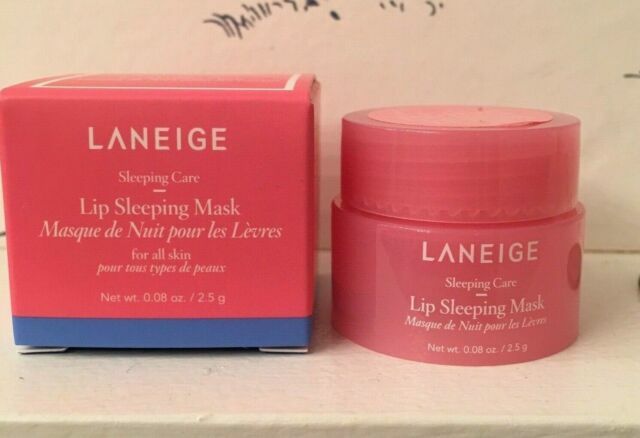 LANEIGE
Sleeping Care
Lip Sleeping Mask
Masque de Nuit pour les Lèvres
for all skin
pour tous types de peaux
Net wt. 0.08 oz. / 2.5 g
LANEIGE
Sleeping Care
Lip Sleeping Mask
Masque de Nuit pour les Lèvres
Net wt. 0.08 oz. / 2.5 g